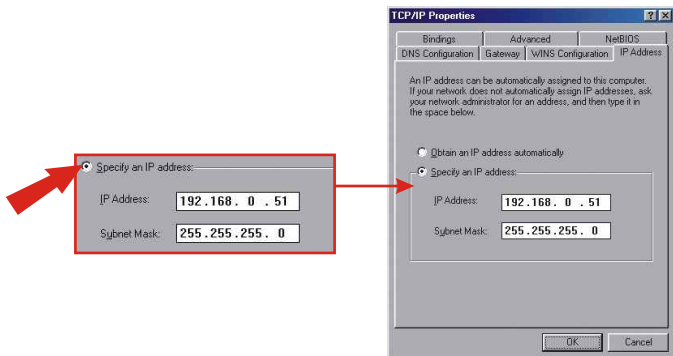 TCP/IP Properties
Bindings Advanced NetBIOS
DNS Configuration Gateway WINS Configuration IP Address
An IP address can be automatically assigned to this computer.
If your network does not automatically assign IP addresses, ask
your network administrator for an address, and then type it in
the space below.
Obtain an IP address automatically
Specify an IP address:
IP Address: 192.168. 0 . 51
Subnet Mask: 255.255.255. 0
OK Cancel
Specify an IP address:
IP Address: 192.168. 0 . 51
Subnet Mask: 255.255.255. 0